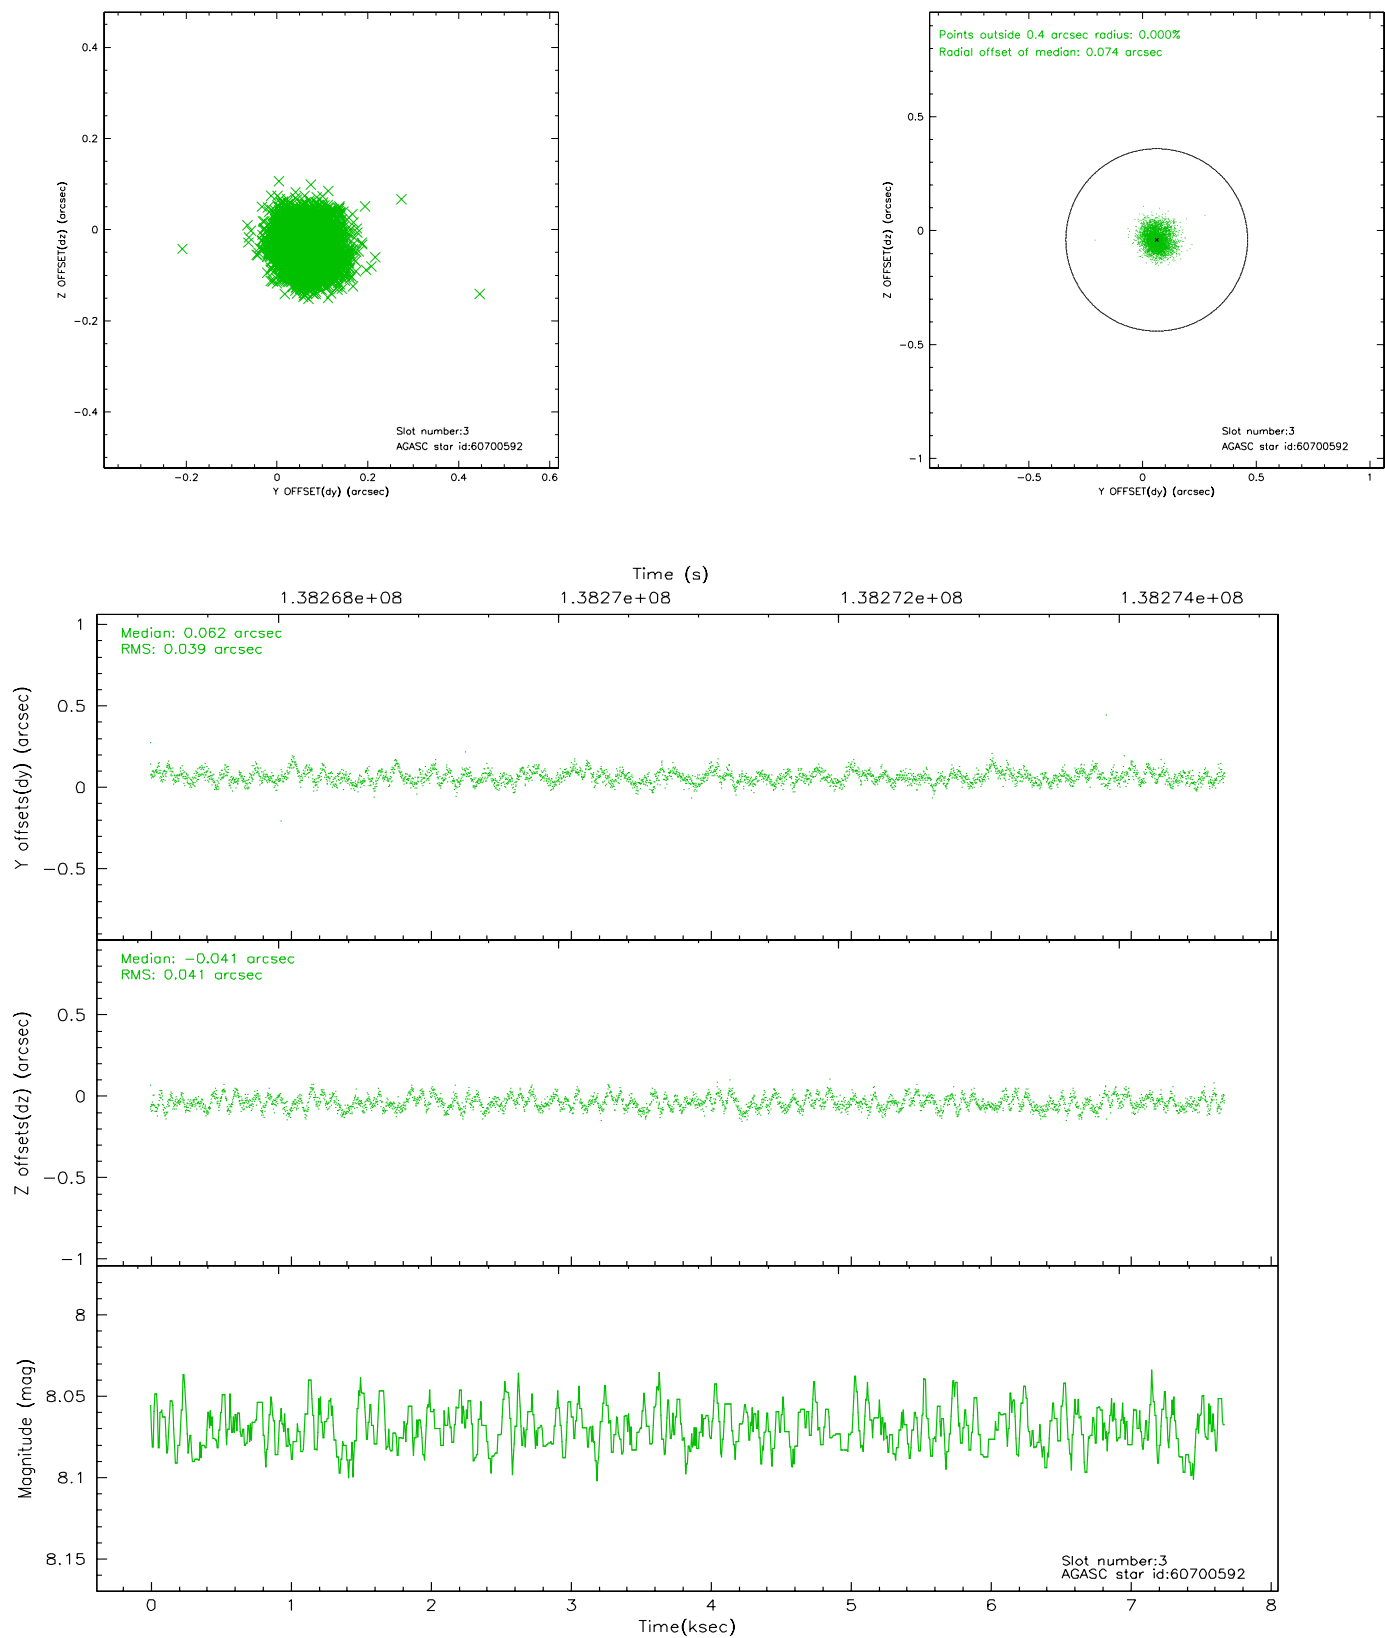 0.4
0.2
0
−0.2
−0.4
Z OFFSET(dz) (arcsec)
Slot number:3
AGASC star id:60700592
−0.2 0 0.2 0.4 0.6
Y OFFSET(dy) (arcsec)
Points outside 0.4 arcsec radius: 0.000%
Radial offset of median: 0.074 arcsec
0.5
0
−0.5
−1
Z OFFSET(dz) (arcsec)
Slot number:3
AGASC star id:60700592
−0.5 0 0.5 1
Y OFFSET(dy) (arcsec)
Time (s)
1.38268e+08 1.3827e+08 1.38272e+08 1.38274e+08
Median: 0.062 arcsec
RMS: 0.039 arcsec
1
0.5
0
−0.5
Y offsets(dy) (arcsec)
Median: −0.041 arcsec
RMS: 0.041 arcsec
0.5
0
−0.5
−1
Z offsets(dz) (arcsec)
8
8.05
8.1
8.15
Magnitude (mag)
Slot number:3
AGASC star id:60700592
0 1 2 3 4 5 6 7 8
Time(ksec)